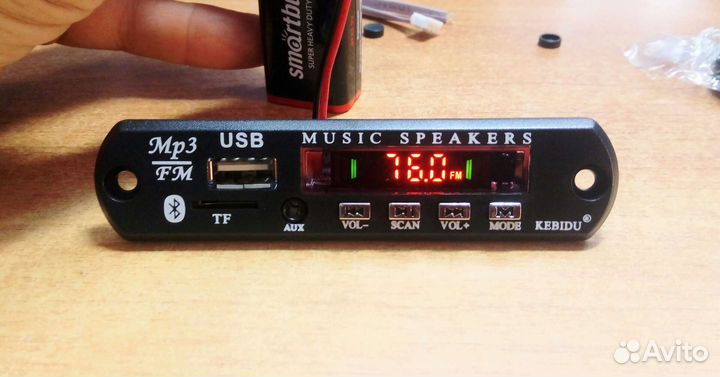 smartbu
SUPER HEAVY DUTY
MUSIC SPEAKERS
Mp3
FM
USB
76.0 FM
TF
AUX
VOL-
SCAN
VOL+
MODE
KEBIDU®
Avito